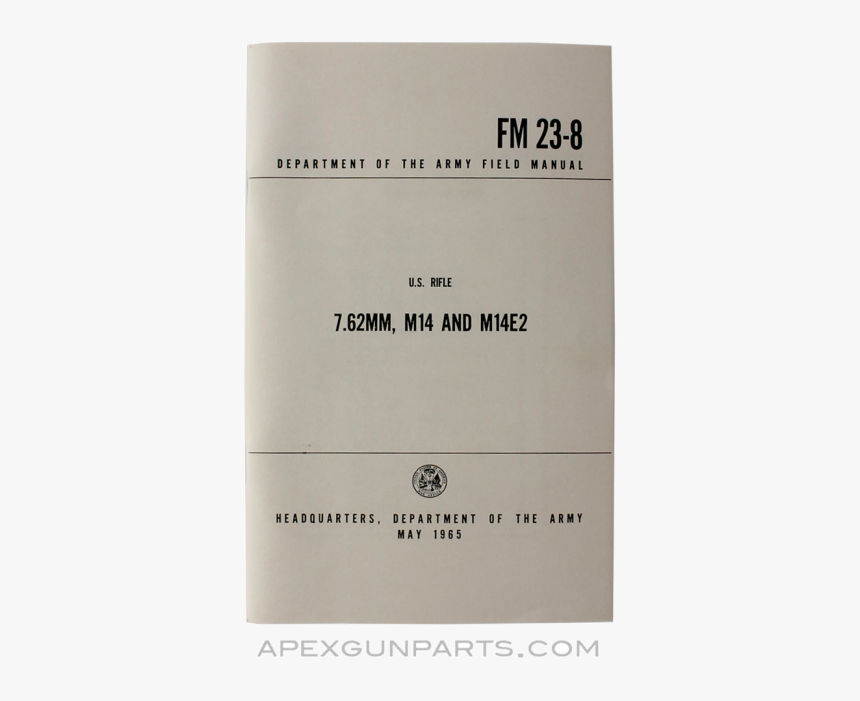 FM 23-8
DEPARTMENT OF THE ARMY FIELD MANUAL
U.S. RIFLE
7.62MM, M14 AND M14E2
HEADQUARTERS, DEPARTMENT OF THE ARMY
MAY 1965
APEXGUNPARTS.COM